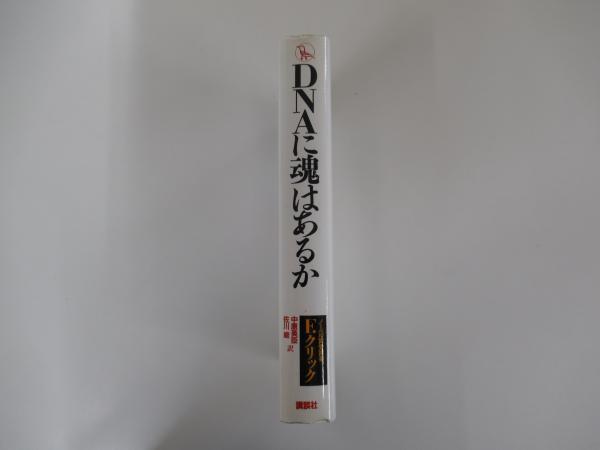 DNAに魂はあるか
F.クリック
中原英臣
佐川 峻
訳
講談社